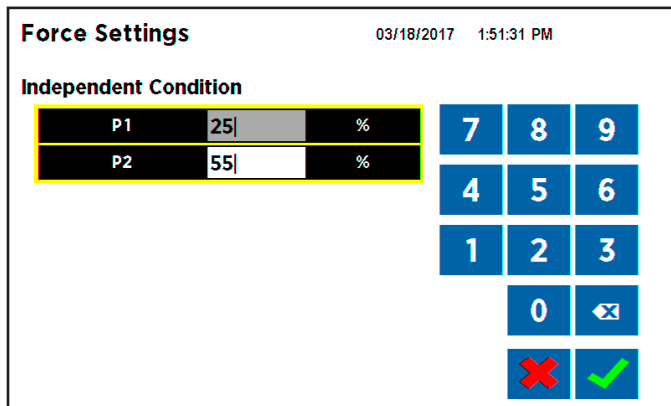 Force Settings 03/18/2017 1:51:31 PM
Independent Condition
P1 25 %
P2 55 %
7 8 9
4 5 6
1 2 3
0